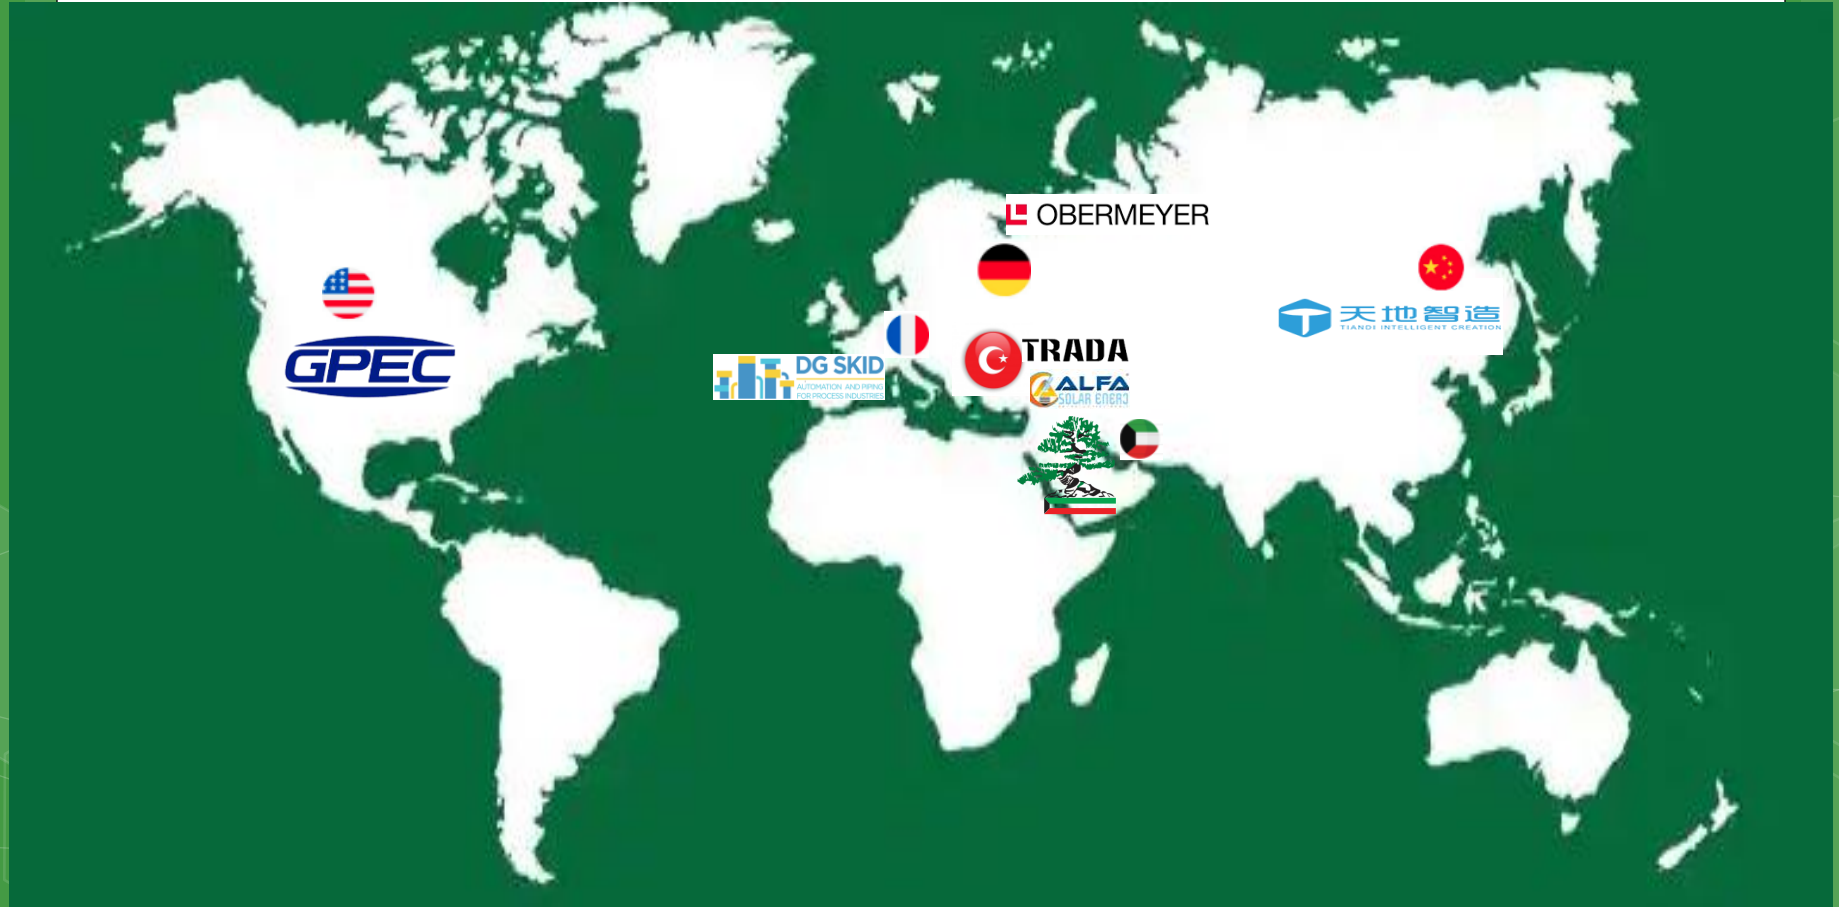 OBERMEYER
天地智造
TIANDI INTELLIGENT CREATION
GPEC
DG SKID
AUTOMATION AND PIPING
FOR PROCESS INDUSTRIES
TRADA
ALFA
SOLAR ENERJ